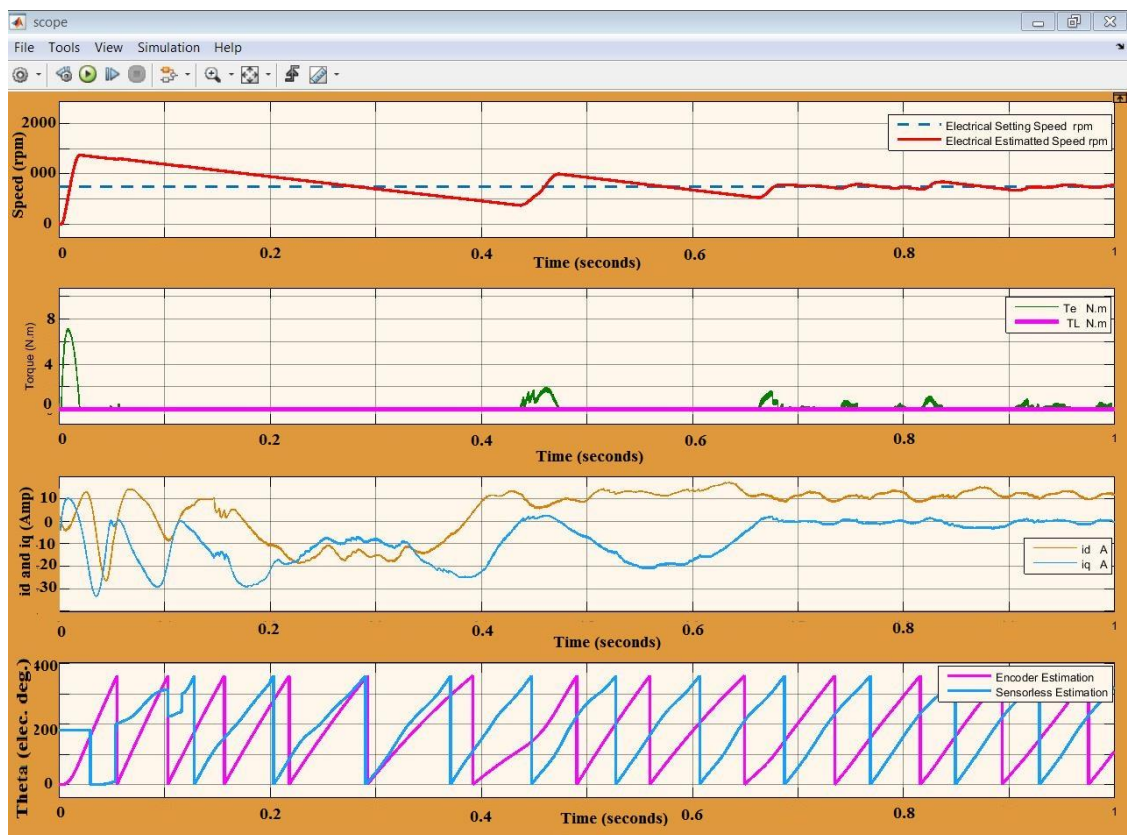 scope
File Tools View Simulation Help
Speed (rpm)
2000
000
0
Electrical Setting Speed rpm
Electrical Estimatted Speed rpm
0 0.2 0.4 0.6 0.8 1
Time (seconds)
Torque (N.m)
8
4
0
Te N.m
TL N.m
0 0.2 0.4 0.6 0.8 1
Time (seconds)
id and iq (Amp)
10
0
-10
-20
-30
id A
iq A
0 0.2 0.4 0.6 0.8 1
Time (seconds)
Theta (elec. deg.)
400
200
0
Encoder Estimation
Sensorless Estimation
0 0.2 0.4 0.6 0.8 1
Time (seconds)